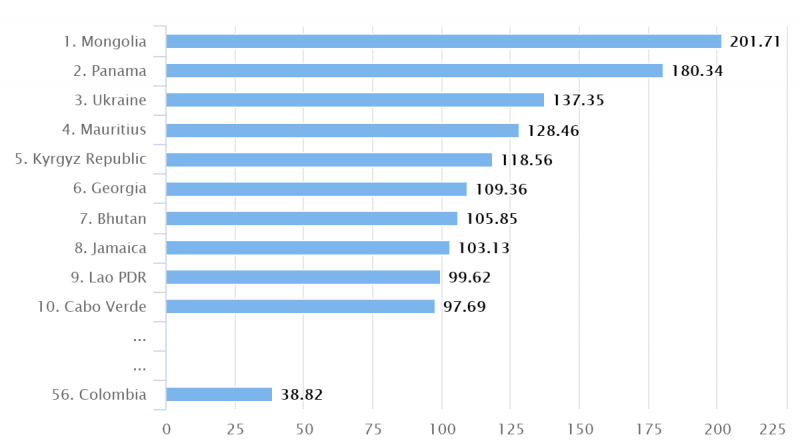 1. Mongolia 201.71
2. Panama 180.34
3. Ukraine 137.35
4. Mauritius 128.46
5. Kyrgyz Republic 118.56
6. Georgia 109.36
7. Bhutan 105.85
8. Jamaica 103.13
9. Lao PDR 99.62
10. Cabo Verde 97.69
...
...
56. Colombia 38.82
0 25 50 75 100 125 150 175 200 225